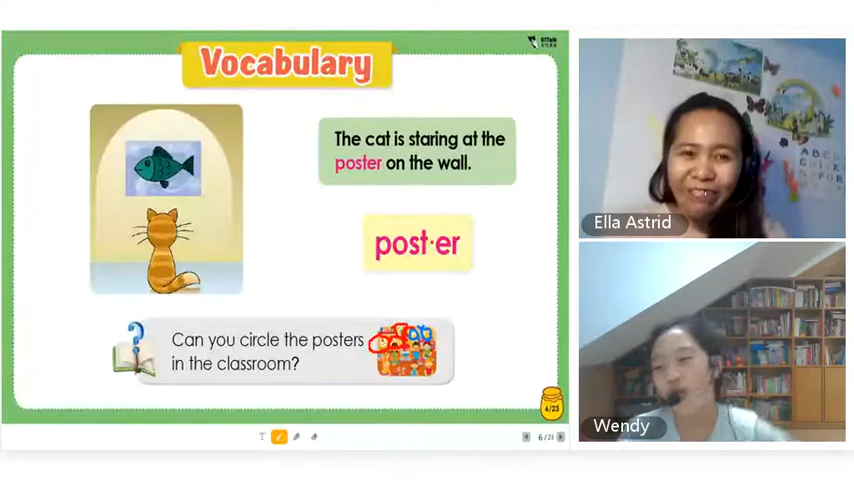 Vocabulary
51Talk
The cat is staring at the
poster on the wall.
post·er
Can you circle the posters
in the classroom?
6/23
T
6/23
Ella Astrid
Wendy